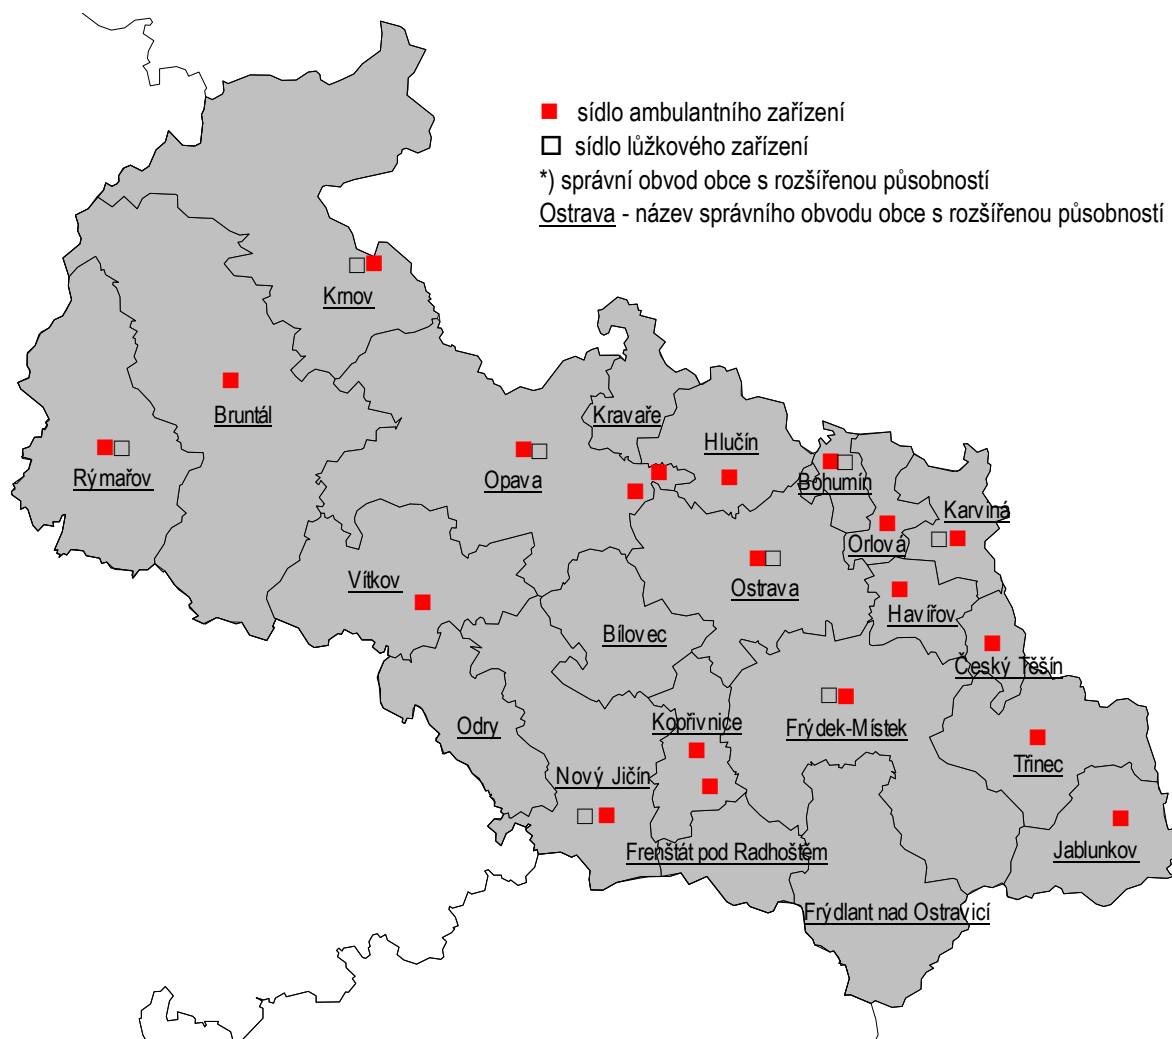 sídlo ambulantního zařízení
sídlo lůžkového zařízení
*) správní obvod obce s rozšířenou působností
Ostrava - název správního obvodu obce s rozšířenou působností
Krnov
Bruntál
Kravaře
Hlučín
Rýmařov
Opava
Bohumín
Karviná
Orlová
Vítkov
Ostrava
Havířov
Bílovec
Český Těšín
Odry
Kopřivnice
Frýdek-Místek
Třinec
Nový Jičín
Frenštát pod Radhoštěm
Jablunkov
Frýdlant nad Ostravicí